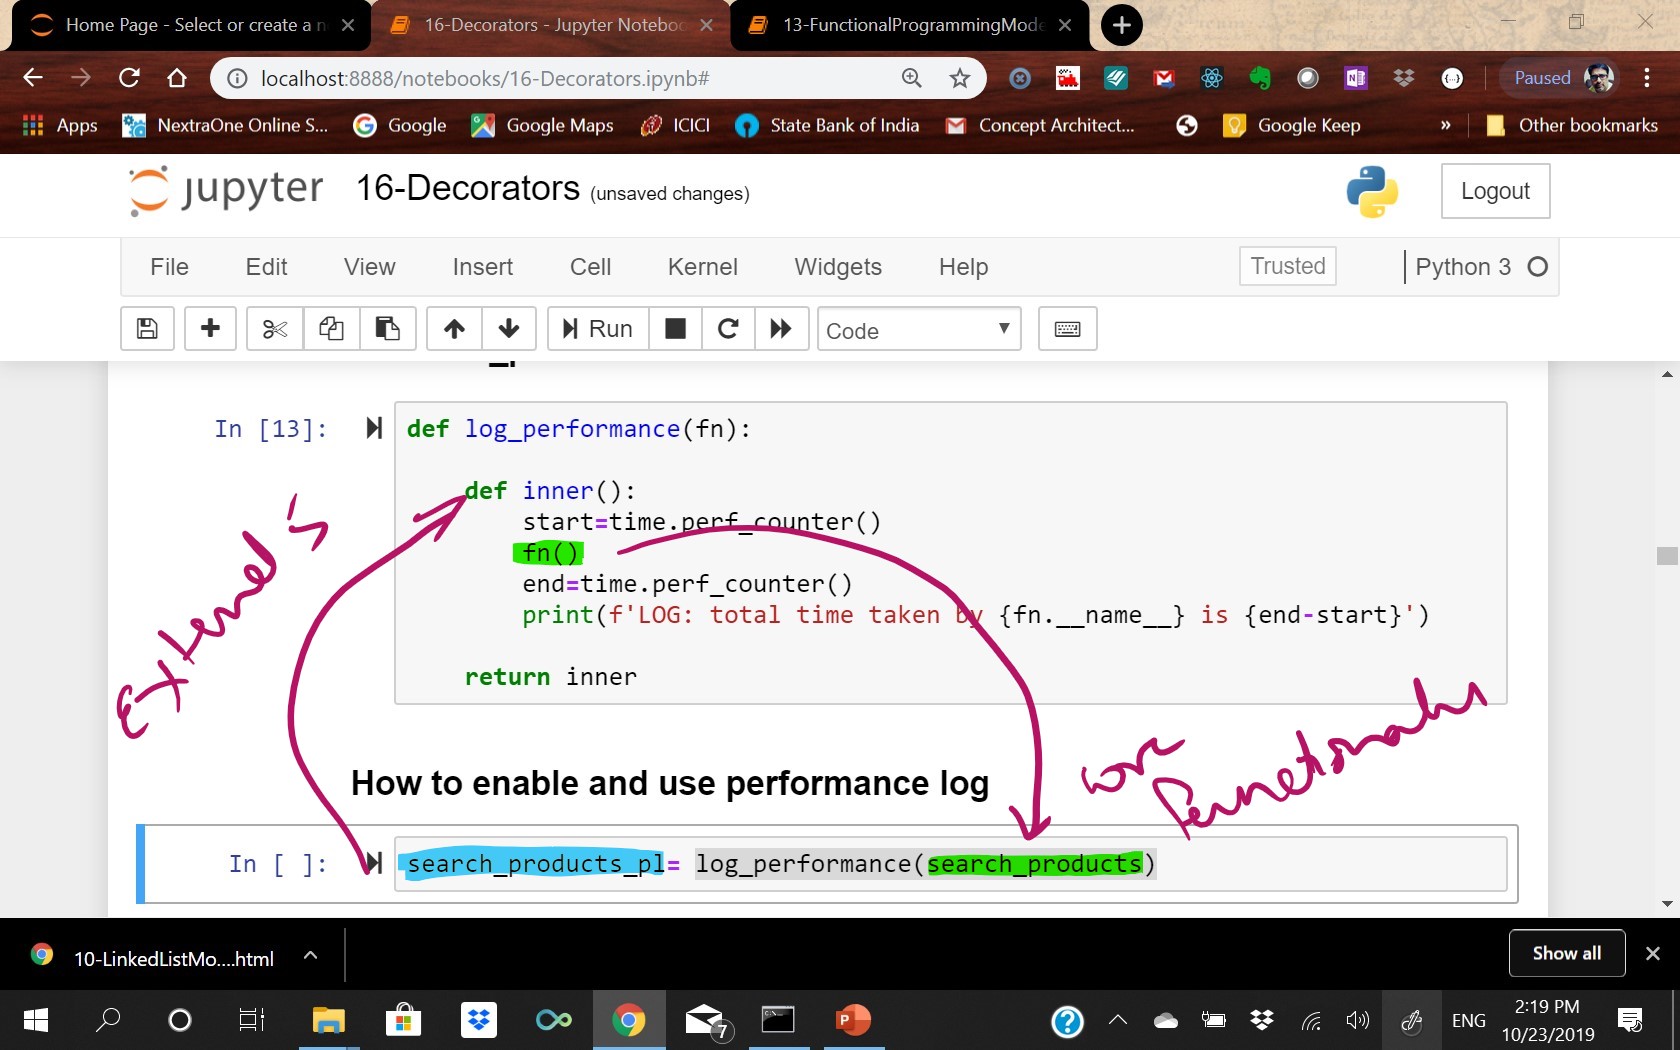 Home Page - Select or create a n
16-Decorators - Jupyter Noteboo
13-FunctionalProgrammingMode
localhost:8888/notebooks/16-Decorators.ipynb#
Paused
Apps
NextraOne Online S...
Google
Google Maps
ICICI
State Bank of India
Concept Architect...
Google Keep
»
Other bookmarks
jupyter
16-Decorators (unsaved changes)
Logout
File Edit View Insert Cell Kernel Widgets Help
Trusted
Python 3
Run
Code
In [13]:
def log_performance(fn):
def inner():
start=time.perf_counter()
fn()
end=time.perf_counter()
print(f'LOG: total time taken by {fn.__name__} is {end-start}')
return inner
How to enable and use performance log
In [ ]:
search_products_pl= log_performance(search_products)
10-LinkedListMo....html
Show all
7
ENG
2:19 PM
10/23/2019